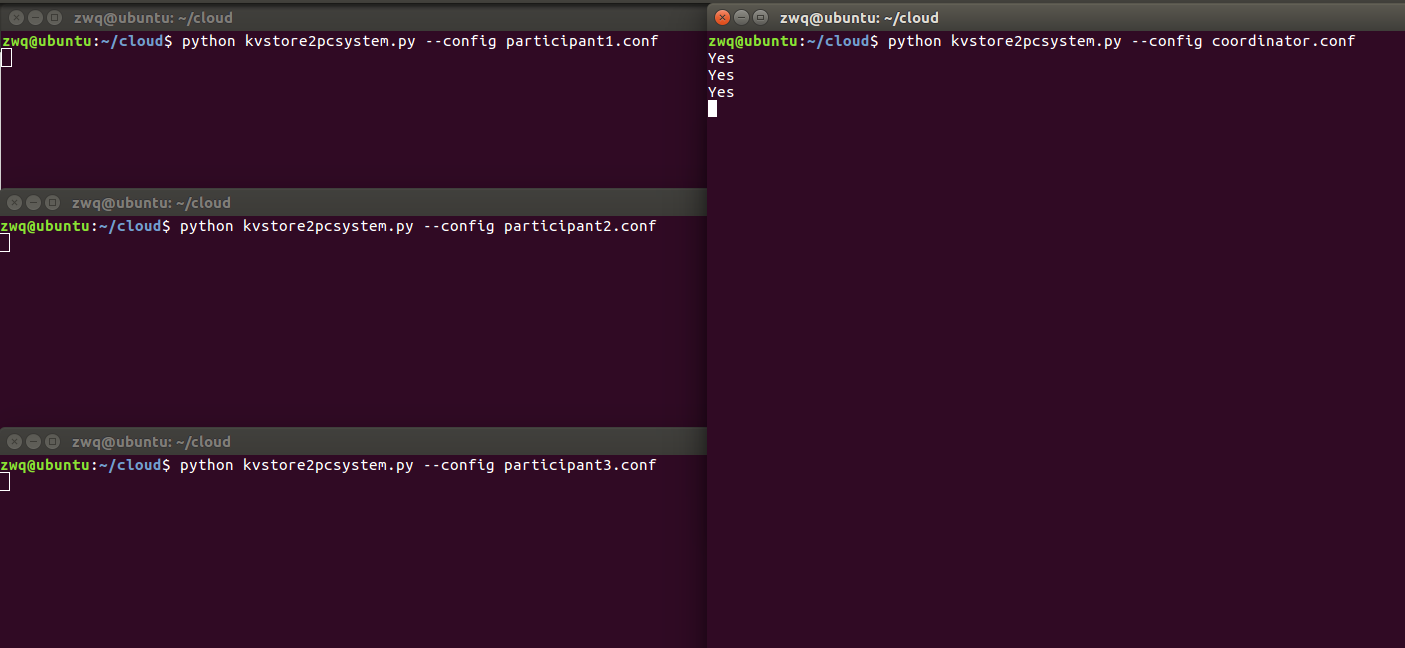 zwq@ubuntu: ~/cloud
zwq@ubuntu:~/cloud$ python kvstore2pcsystem.py --config participant1.conf
zwq@ubuntu: ~/cloud
zwq@ubuntu:~/cloud$ python kvstore2pcsystem.py --config participant2.conf
zwq@ubuntu: ~/cloud
zwq@ubuntu:~/cloud$ python kvstore2pcsystem.py --config participant3.conf
zwq@ubuntu: ~/cloud
zwq@ubuntu:~/cloud$ python kvstore2pcsystem.py --config coordinator.conf
Yes
Yes
Yes